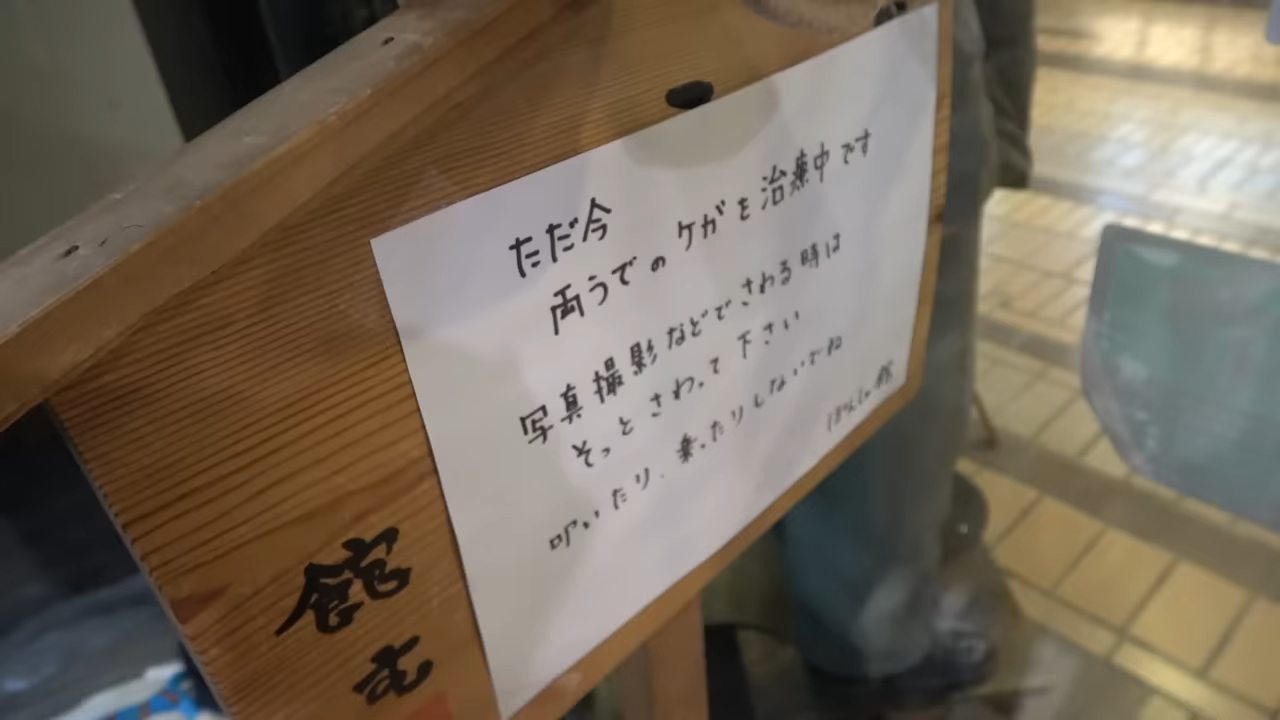 ただ今
両うでの ケガを治療中です
写真撮影などでさわる時は
そっとさわって下さい
叩いたり、乗ったりしないでね
館